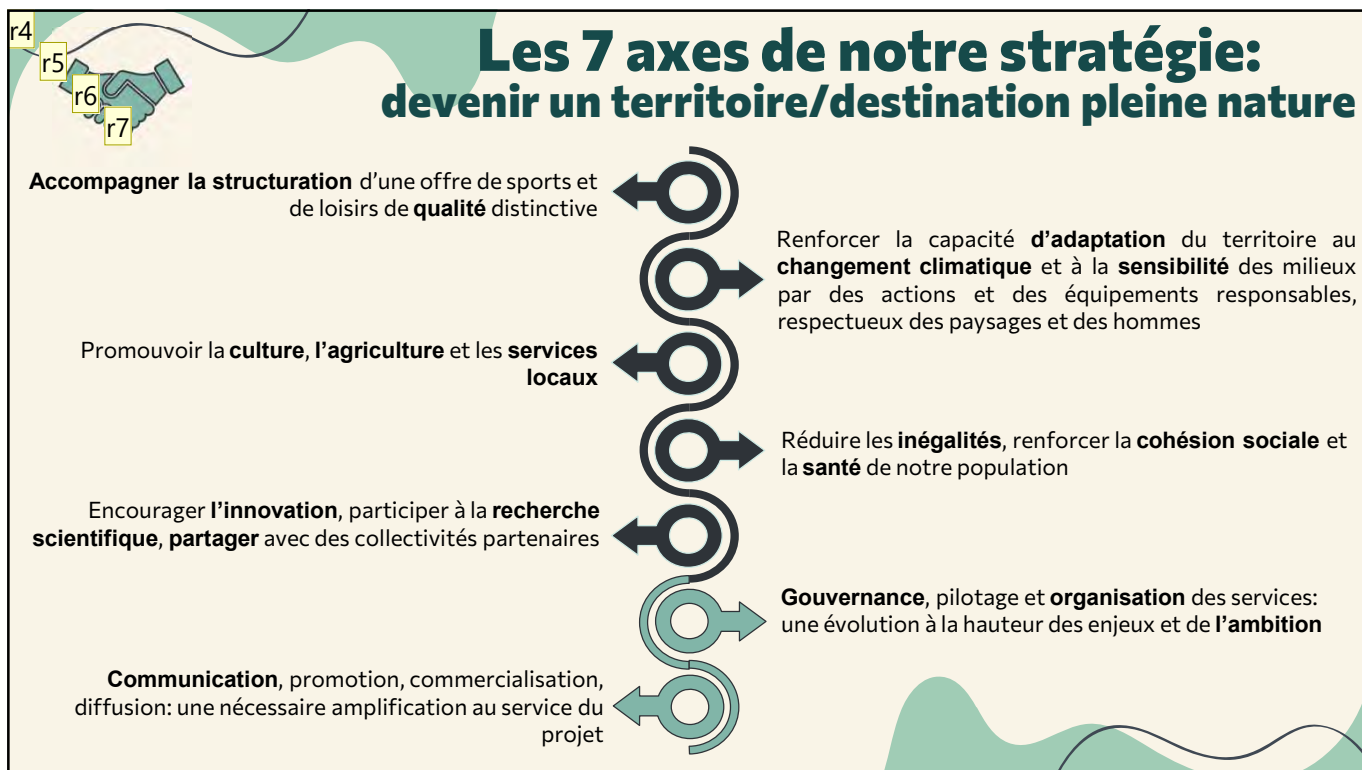 r4
r5
r6
r7
Les 7 axes de notre stratégie:
devenir un territoire/destination pleine nature
Accompagner la structuration d’une offre de sports et
de loisirs de qualité distinctive
Renforcer la capacité d’adaptation du territoire au
changement climatique et à la sensibilité des milieux
par des actions et des équipements responsables,
respectueux des paysages et des hommes
Promouvoir la culture, l’agriculture et les services
locaux
Réduire les inégalités, renforcer la cohésion sociale et
la santé de notre population
Encourager l’innovation, participer à la recherche
scientifique, partager avec des collectivités partenaires
Gouvernance, pilotage et organisation des services:
une évolution à la hauteur des enjeux et de l’ambition
Communication, promotion, commercialisation,
diffusion: une nécessaire amplification au service du
projet